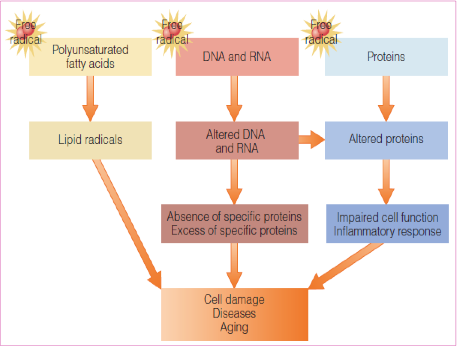 Free
radical
Polyunsaturated
fatty acids
Free
radical
DNA and RNA
Free
radical
Proteins
Lipid radicals
Altered DNA
and RNA
Altered proteins
Absence of specific proteins
Excess of specific proteins
Impaired cell function
Inflammatory response
Cell damage
Diseases
Aging